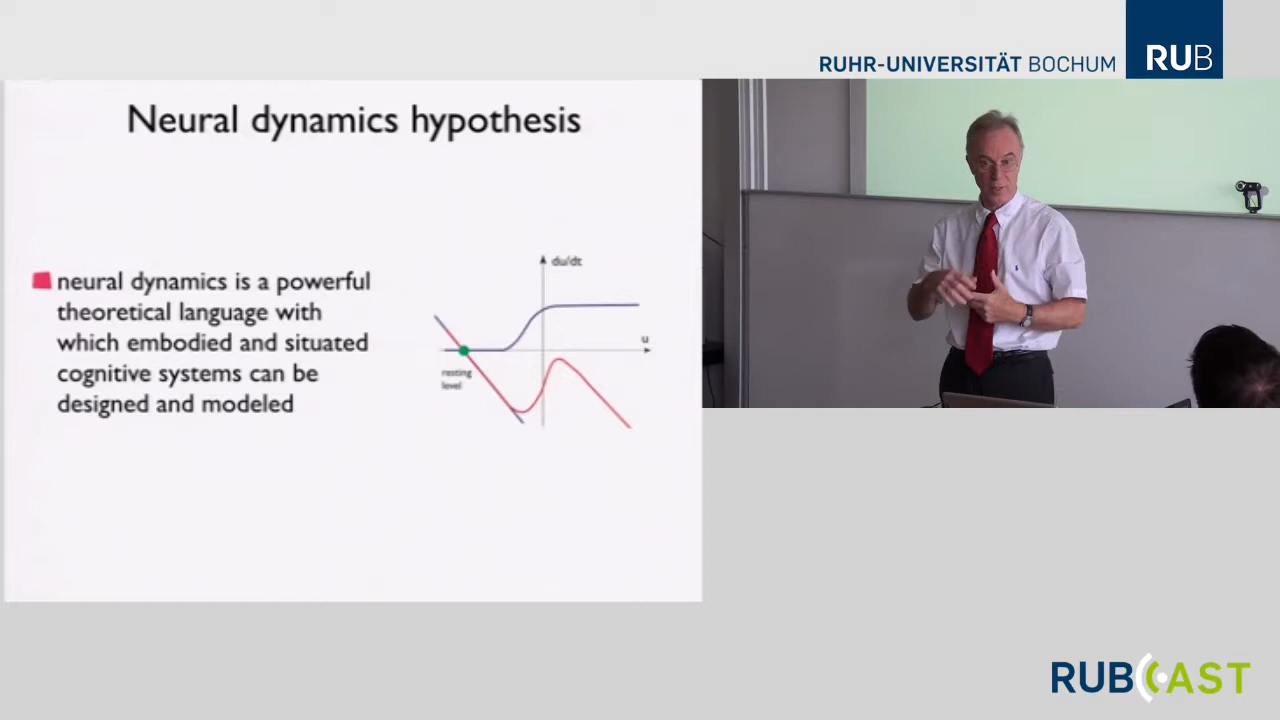 RUHR-UNIVERSITÄT BOCHUM
RUB
Neural dynamics hypothesis
neural dynamics is a powerful
theoretical language with
which embodied and situated
cognitive systems can be
designed and modeled
du/dt
u
resting
level
RUBCAST